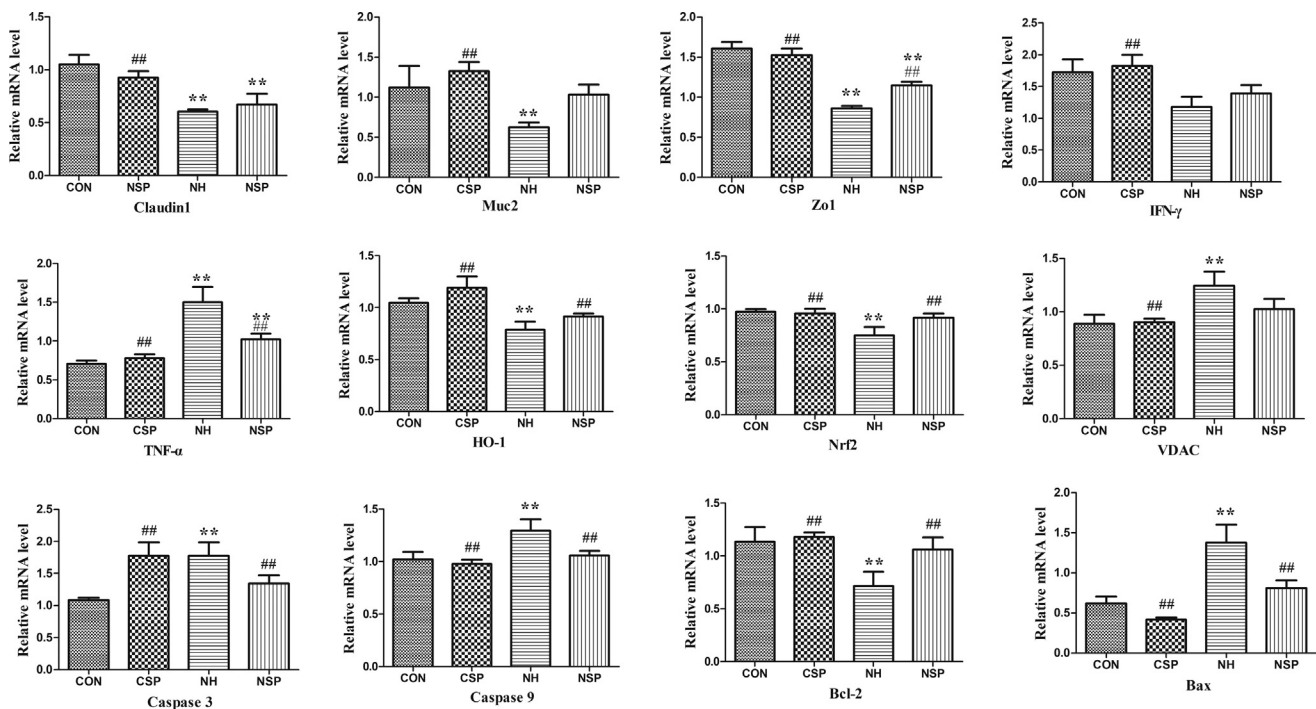 Relative mRNA level
1.5
1.0
0.5
0.0
##
**
**
CON NSP NH NSP
Claudin1
Relative mRNA level
2.0
1.5
1.0
0.5
0.0
##
**
CON CSP NH NSP
Muc2
Relative mRNA level
2.0
1.5
1.0
0.5
0.0
##
**
**
##
CON CSP NH NSP
Zo1
Relative mRNA level
2.5
2.0
1.5
1.0
0.5
0.0
##
CON CSP NH NSP
IFN-γ
Relative mRNA level
2.0
1.5
1.0
0.5
0.0
##
**
**
##
CON CSP NH NSP
TNF-α
Relative mRNA level
1.5
1.0
0.5
0.0
##
**
##
CON CSP NH NSP
HO-1
Relative mRNA level
1.5
1.0
0.5
0.0
##
**
##
CON CSP NH NSP
Nrf2
Relative mRNA level
1.5
1.0
0.5
0.0
##
**
CON CSP NH NSP
VDAC
Relative mRNA level
2.5
2.0
1.5
1.0
0.5
0.0
##
**
##
CON CSP NH NSP
Caspase 3
Relative mRNA level
1.5
1.0
0.5
0.0
##
**
##
CON CSP NH NSP
Caspase 9
Relative mRNA level
1.5
1.0
0.5
0.0
##
**
##
CON CSP NH NSP
Bcl-2
Relative mRNA level
2.0
1.5
1.0
0.5
0.0
##
**
##
CON CSP NH NSP
Bax